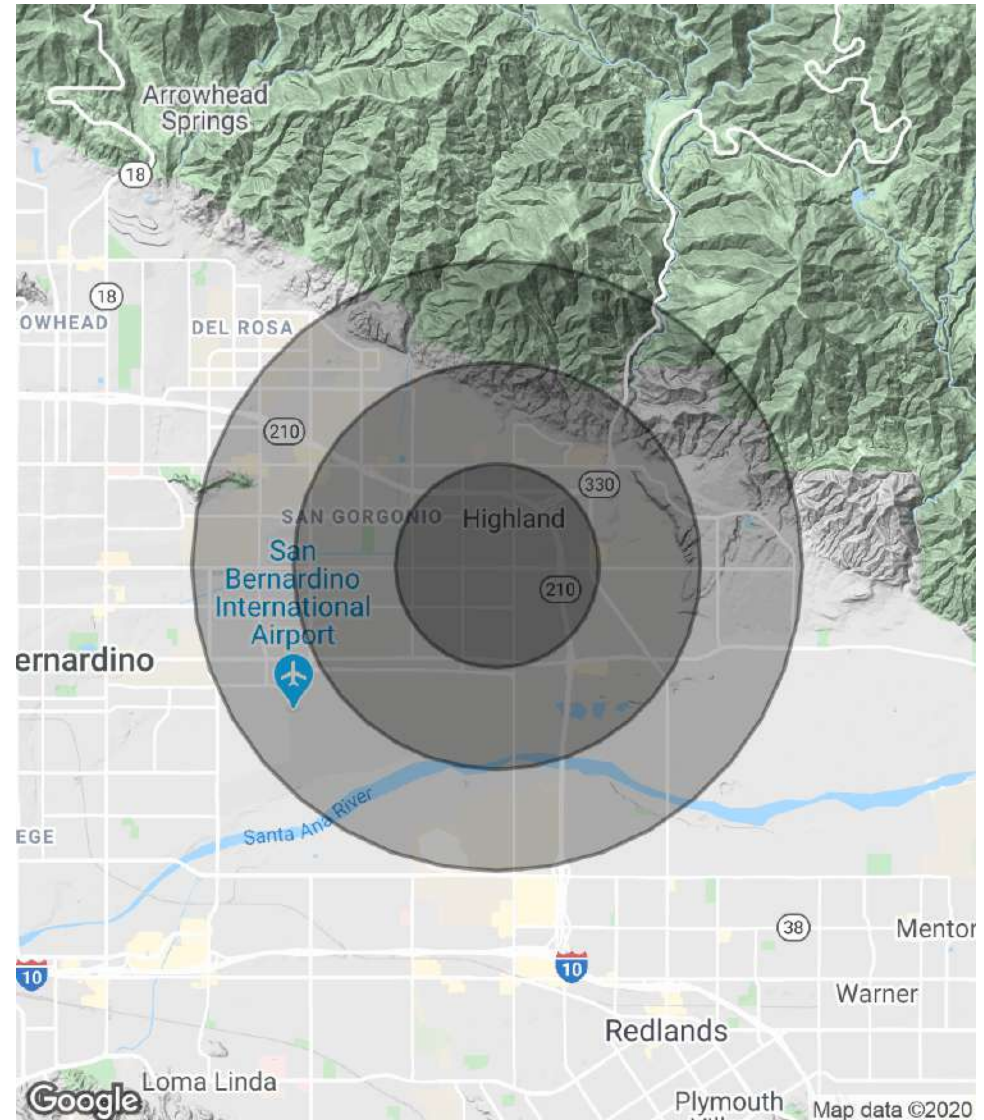 Arrowhead
Springs
18
18
OWHEAD
DEL ROSA
210
330
SAN GORGONIO
Highland
San
Bernardino
International
Airport
210
ernardino
Santa Ana River
EGE
38
Mentor
10
10
Warner
Redlands
Loma Linda
Plymouth
Google
Map data ©2020